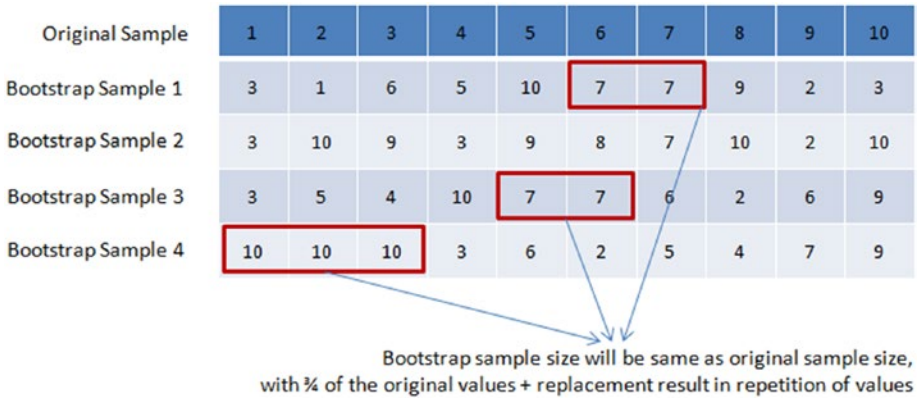 Original Sample 1 2 3 4 5 6 7 8 9 10
Bootstrap Sample 1 3 1 6 5 10 7 7 9 2 3
Bootstrap Sample 2 3 10 9 3 9 8 7 10 2 10
Bootstrap Sample 3 3 5 4 10 7 7 6 2 6 9
Bootstrap Sample 4 10 10 10 3 6 2 5 4 7 9
Bootstrap sample size will be same as original sample size,
with ¾ of the original values + replacement result in repetition of values